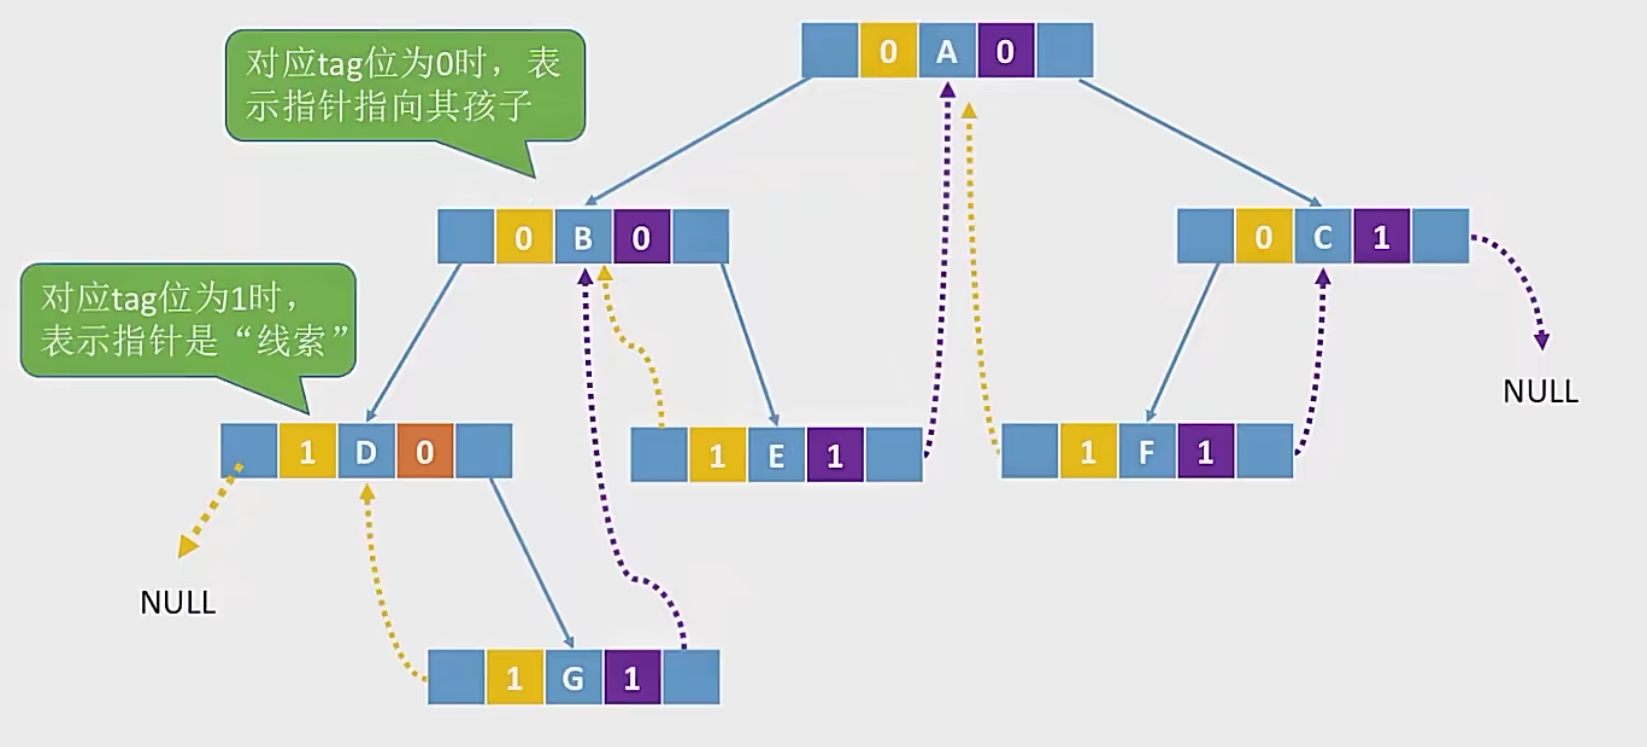 对应tag位为0时，表
示指针指向其孩子
0 A 0
0 B 0
0 C 1
对应tag位为1时，
表示指针是“线索”
NULL
1 D 0
1 E 1
1 F 1
NULL
1 G 1